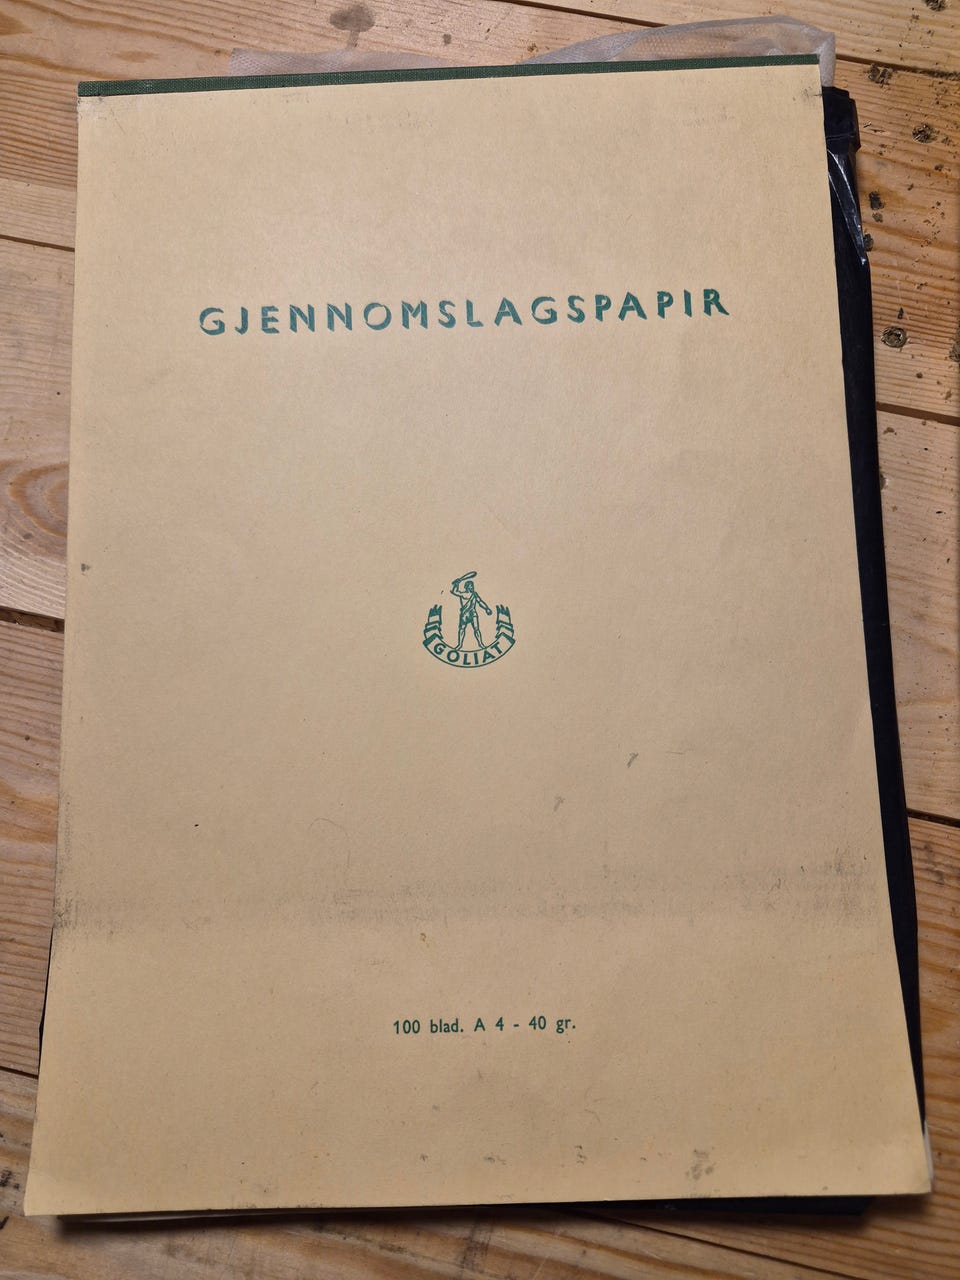 GJENNOMSLAGSPAPIR
GOLIAT
100 blad. A 4 - 40 gr.